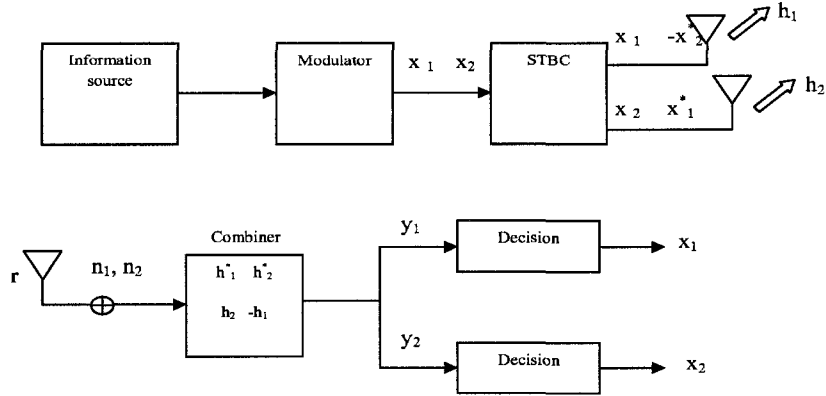 Information
source
Modulator
x 1 x 2
STBC
x 1 -x*2
h1
x 2 x*1
h2
r
n1, n2
Combiner
h*1 h*2
h2 -h1
y1
Decision
x1
y2
Decision
x2